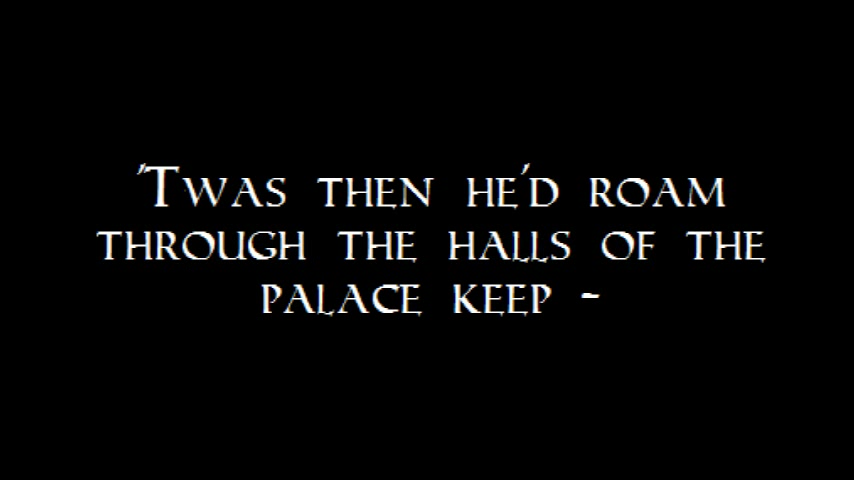 'Twas then he'd roam
through the halls of the
palace keep -